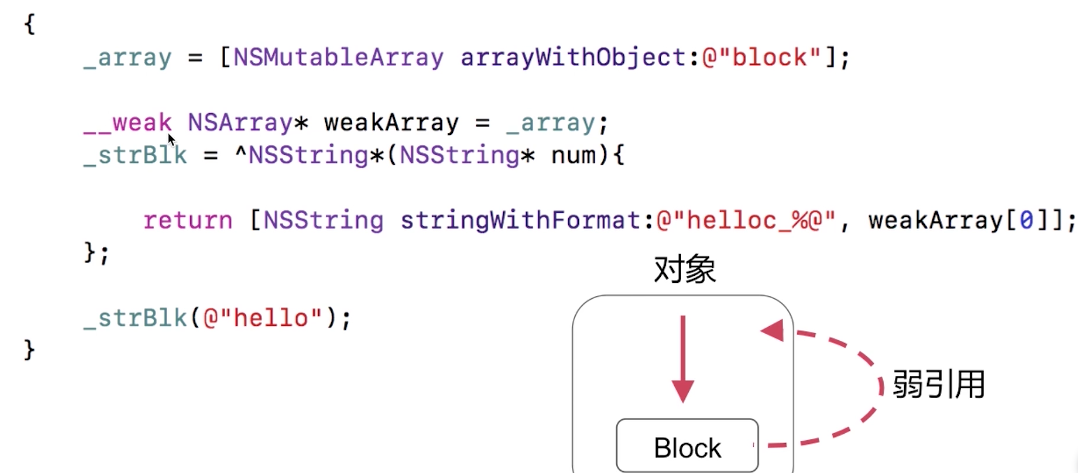 {
_array = [NSMutableArray arrayWithObject:@"block"];
__weak NSArray* weakArray = _array;
_strBlk = ^NSString*(NSString* num){
return [NSString stringWithFormat:@"helloc_%@", weakArray[0]];
};
_strBlk(@"hello");
}
对象
弱引用
Block